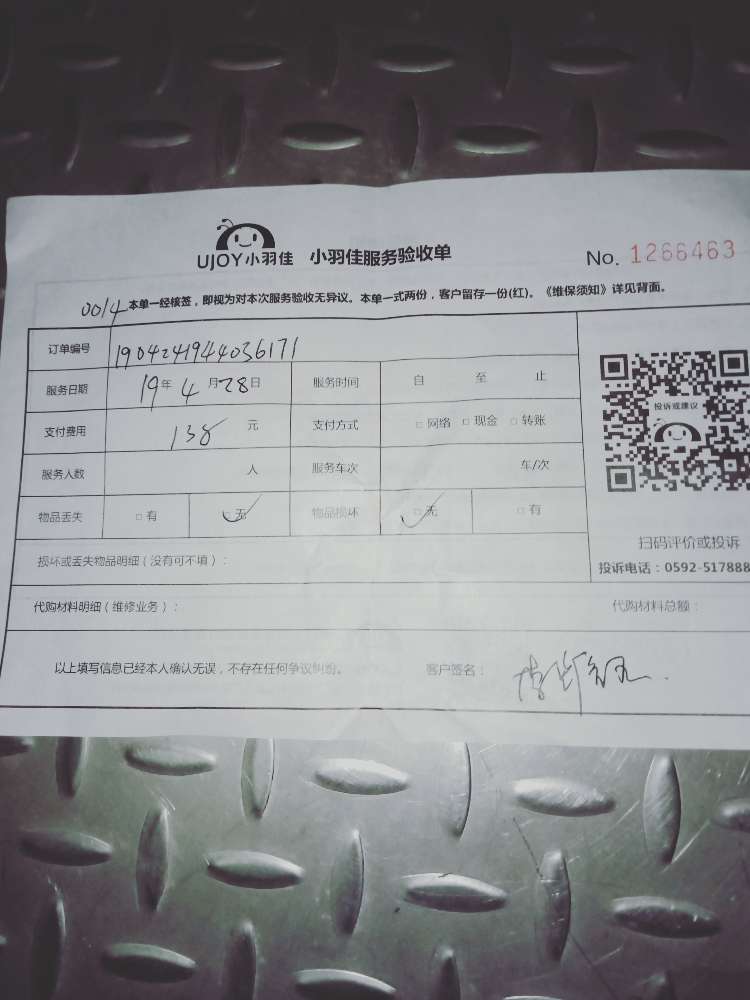 UJOY小羽佳 小羽佳服务验收单 No. 1266463
0014 本单一经核签，即视为对本次服务验收无异议。本单一式两份，客户留存一份(红)。《维保须知》详见背面。
订单编号 1904241944036171
服务日期 19年 4月28日 服务时间 自 至 止
支付费用 138 元 支付方式 □网络 □现金 □转账
服务人数 人 服务车次 车/次
物品丢失 □有 □无 物品损坏 □无 □有
投诉或建议
扫码评价或投诉
投诉电话：0592-517888
损坏或丢失物品明细（没有可不填）：
代购材料明细（维修业务）： 代购材料总额：
以上填写信息已经本人确认无误，不存在任何争议纠纷。 客户签名：